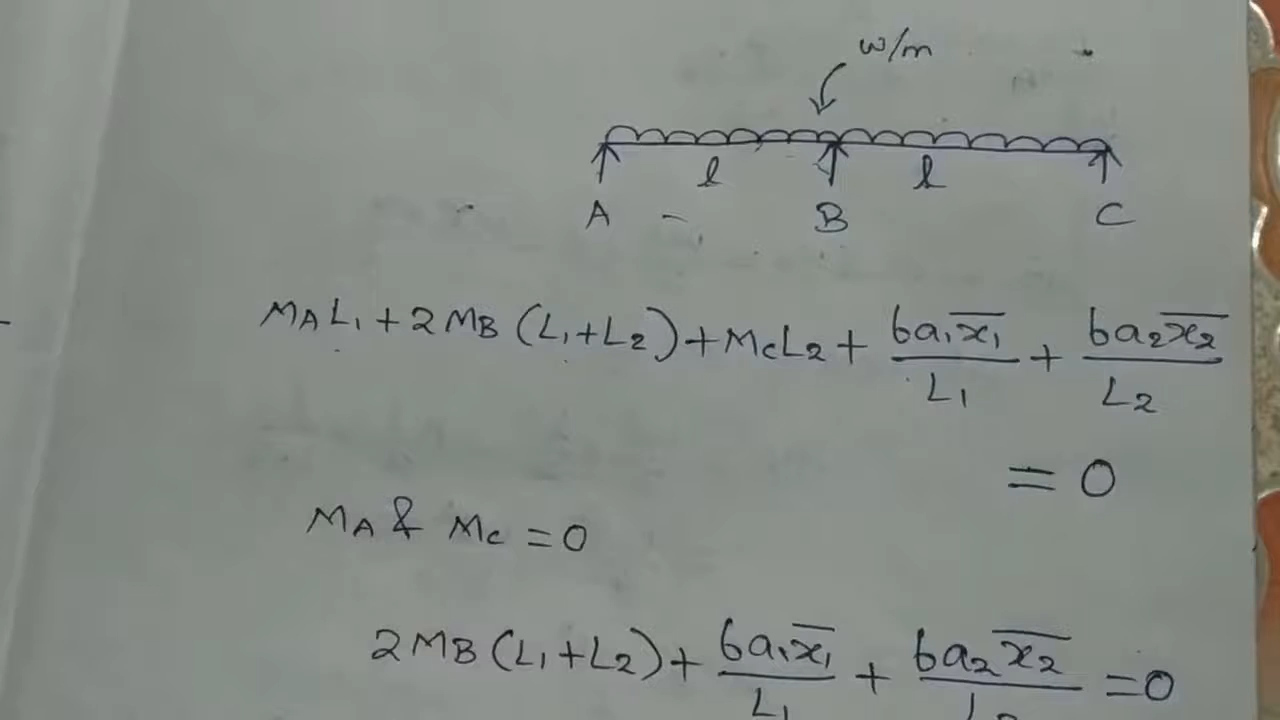 w/m
l l
A B C
MAL1 + 2MB (L1+L2) + McL2 + 6a1x̄1/L1 + 6a2x̄2/L2
= 0
MA & Mc = 0
2MB (L1+L2) + 6a1x̄1/L1 + 6a2x̄2/L2 = 0